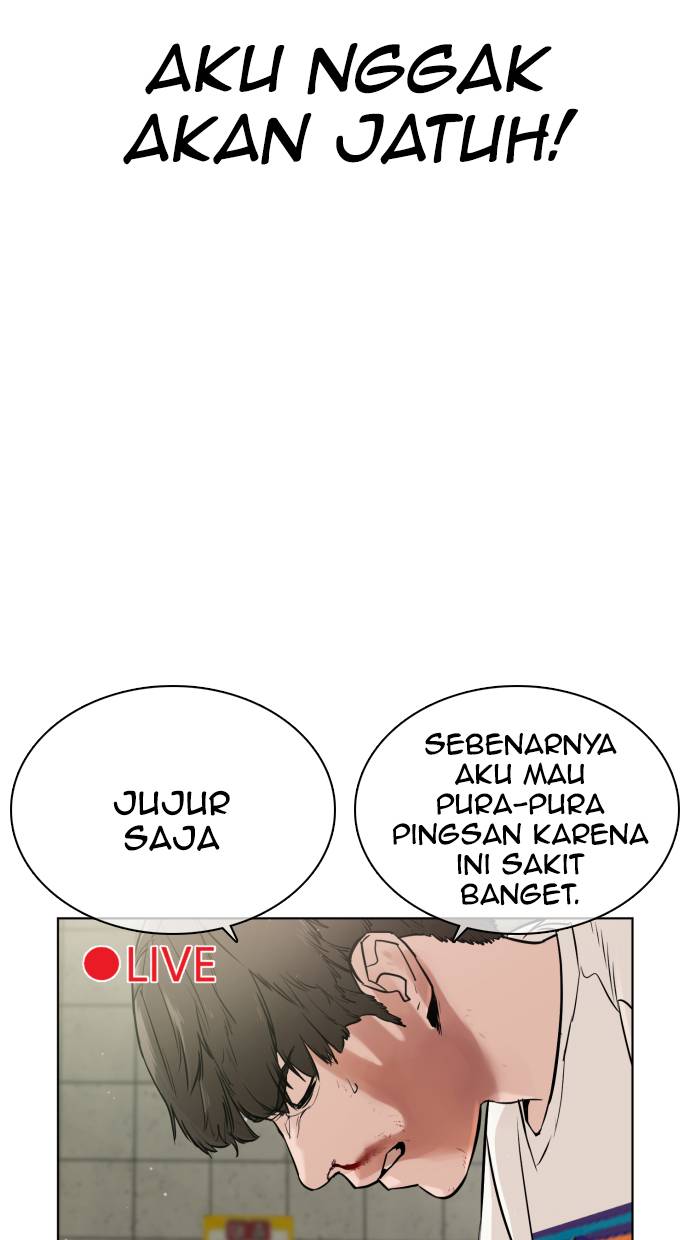 AKU NGGAK
AKAN JATUH!
JUJUR
SAJA
SEBENARNYA
AKU MAU
PURA-PURA
PINGSAN KARENA
INI SAKIT
BANGET.
LIVE